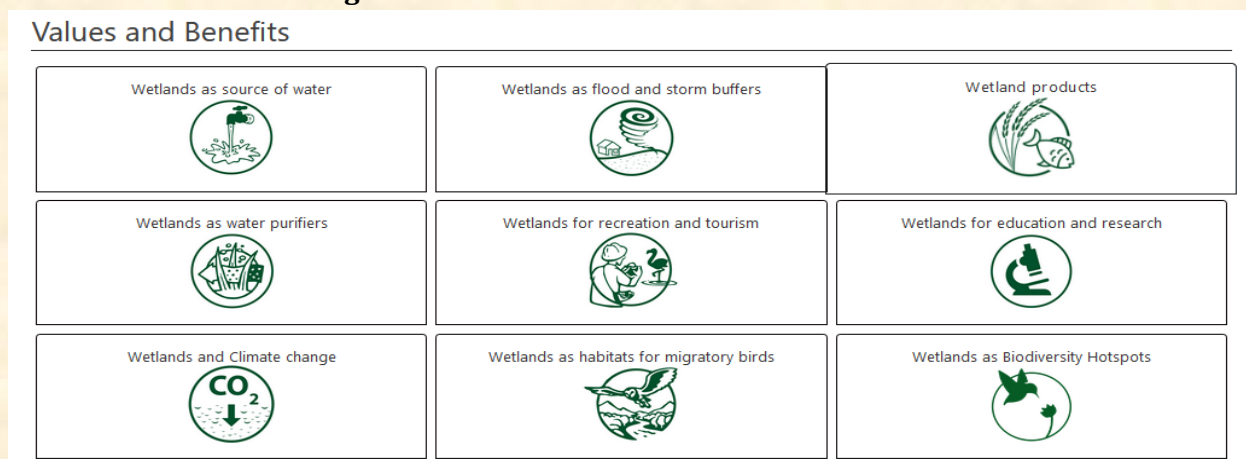 Values and Benefits
Wetlands as source of water
Wetlands as flood and storm buffers
Wetland products
Wetlands as water purifiers
Wetlands for recreation and tourism
Wetlands for education and research
Wetlands and Climate change
CO2
Wetlands as habitats for migratory birds
Wetlands as Biodiversity Hotspots